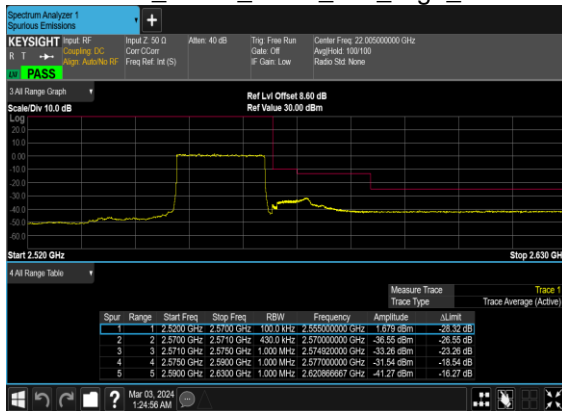 Spectrum Analyzer 1
Spurious Emissions
KEYSIGHT Input: RF Input Z: 50 Ω Atten: 40 dB Trig: Free Run Center Freq: 22.005000000 GHz
R T Coupling: DC Corr CCorr Gate: Off Avg|Hold: 100/100
Align: Auto/No RF Freq Ref: Int (S) IF Gain: Low Radio Std: None
PASS
3 All Range Graph
Ref Lvl Offset 8.60 dB
Scale/Div 10.0 dB Ref Value 30.00 dBm
Log
20.0
10.0
0.00
-10.0
-20.0
-30.0
-40.0
-50.0
-60.0
Start 2.520 GHz Stop 2.630 GHz
4 All Range Table
Measure Trace Trace 1
Trace Type Trace Average (Active)
Spur Range Start Freq Stop Freq RBW Frequency Amplitude ΔLimit
1 1 2.5200 GHz 2.5700 GHz 100.0 kHz 2.555000000 GHz 1.679 dBm -28.32 dB
2 2 2.5700 GHz 2.5710 GHz 430.0 kHz 2.570000000 GHz -36.55 dBm -26.55 dB
3 3 2.5710 GHz 2.5750 GHz 1.000 MHz 2.574920000 GHz -33.26 dBm -23.26 dB
4 4 2.5750 GHz 2.5900 GHz 1.000 MHz 2.577000000 GHz -31.54 dBm -18.54 dB
5 5 2.5900 GHz 2.6300 GHz 1.000 MHz 2.620866667 GHz -41.27 dBm -16.27 dB
Mar 03, 2024
1:24:56 AM